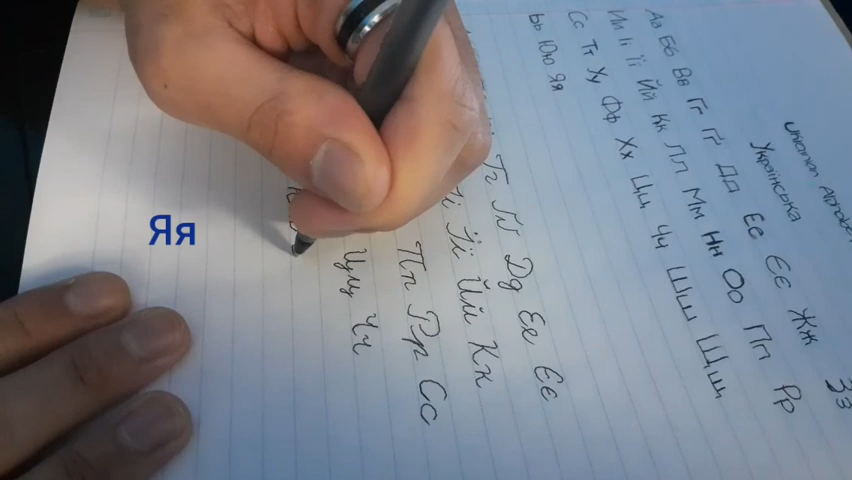 Ukrainian
Українська
Аа Бб Вв Гг Ґґ Дд Ее Єє Жж Зз
Ии Іі Її Йй Кк Лл Мм Нн Оо Пп Рр
Сс Тт Уу Фф Хх Цц Чч Шш Щщ
Ьь Юю Яя
Гг Ґґ Дд Ее Єє
Її Йй Кк
Пп Рр Сс
Цц Чч
Яя